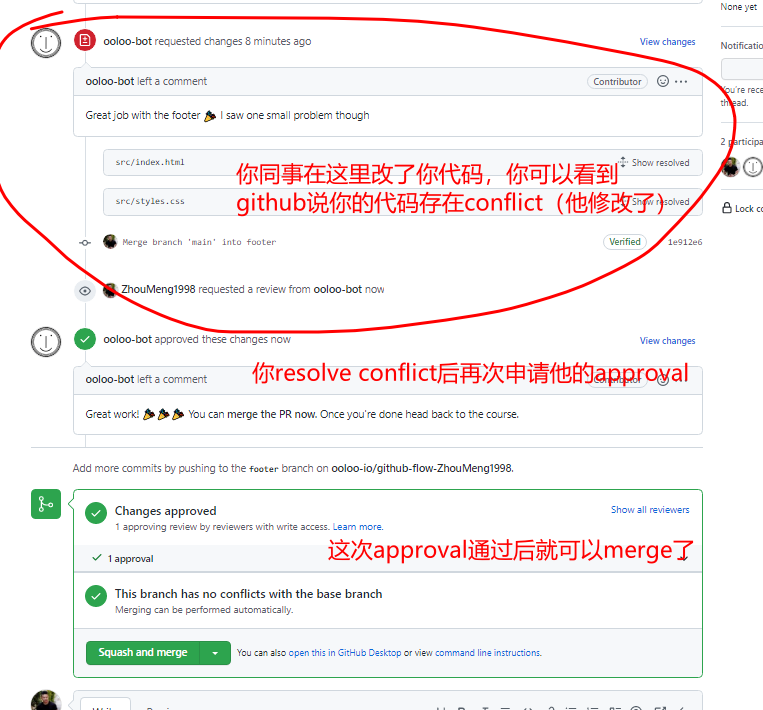 None yet
ooloo-bot requested changes 8 minutes ago
View changes
Notificatio
ooloo-bot left a comment
Contributor
You're rece
thread.
Great job with the footer 🎉 I saw one small problem though
2 participa
src/index.html
Show resolved
你同事在这里改了你代码，你可以看到
github说你的代码存在conflict（他修改了）
src/styles.css
Show resolved
Lock co
Merge branch 'main' into footer
Verified
1e912e6
ZhouMeng1998 requested a review from ooloo-bot now
ooloo-bot approved these changes now
View changes
你resolve conflict后再次申请他的approval
ooloo-bot left a comment
Contributor
Great work! 🎉🎉🎉 You can merge the PR now. Once you're done head back to the course.
Add more commits by pushing to the footer branch on ooloo-io/github-flow-ZhouMeng1998.
Changes approved
Show all reviewers
1 approving review by reviewers with write access. Learn more.
这次approval通过后就可以merge了
1 approval
This branch has no conflicts with the base branch
Merging can be performed automatically.
Squash and merge
You can also open this in GitHub Desktop or view command line instructions.